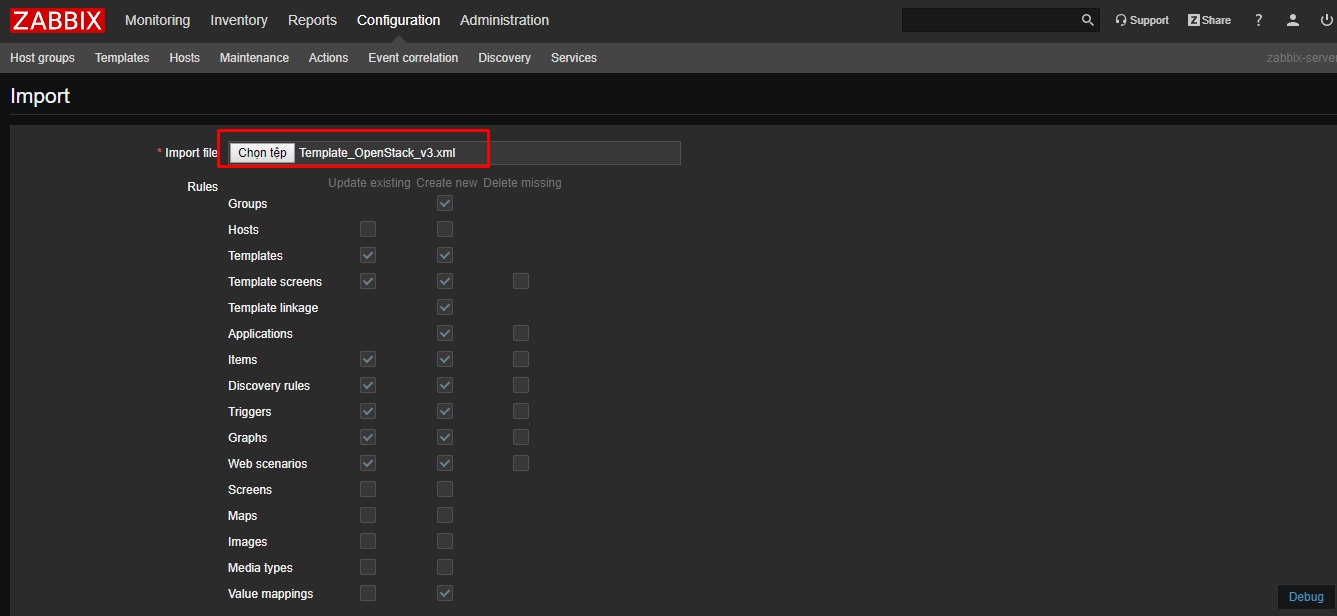 ZABBIX Monitoring Inventory Reports Configuration Administration Z Support Share ?
Host groups Templates Hosts Maintenance Actions Event correlation Discovery Services zabbix-server
Import
* Import file Chọn tệp Template_OpenStack_v3.xml
Rules Update existing Create new Delete missing
Groups
Hosts
Templates
Template screens
Template linkage
Applications
Items
Discovery rules
Triggers
Graphs
Web scenarios
Screens
Maps
Images
Media types
Value mappings
Debug